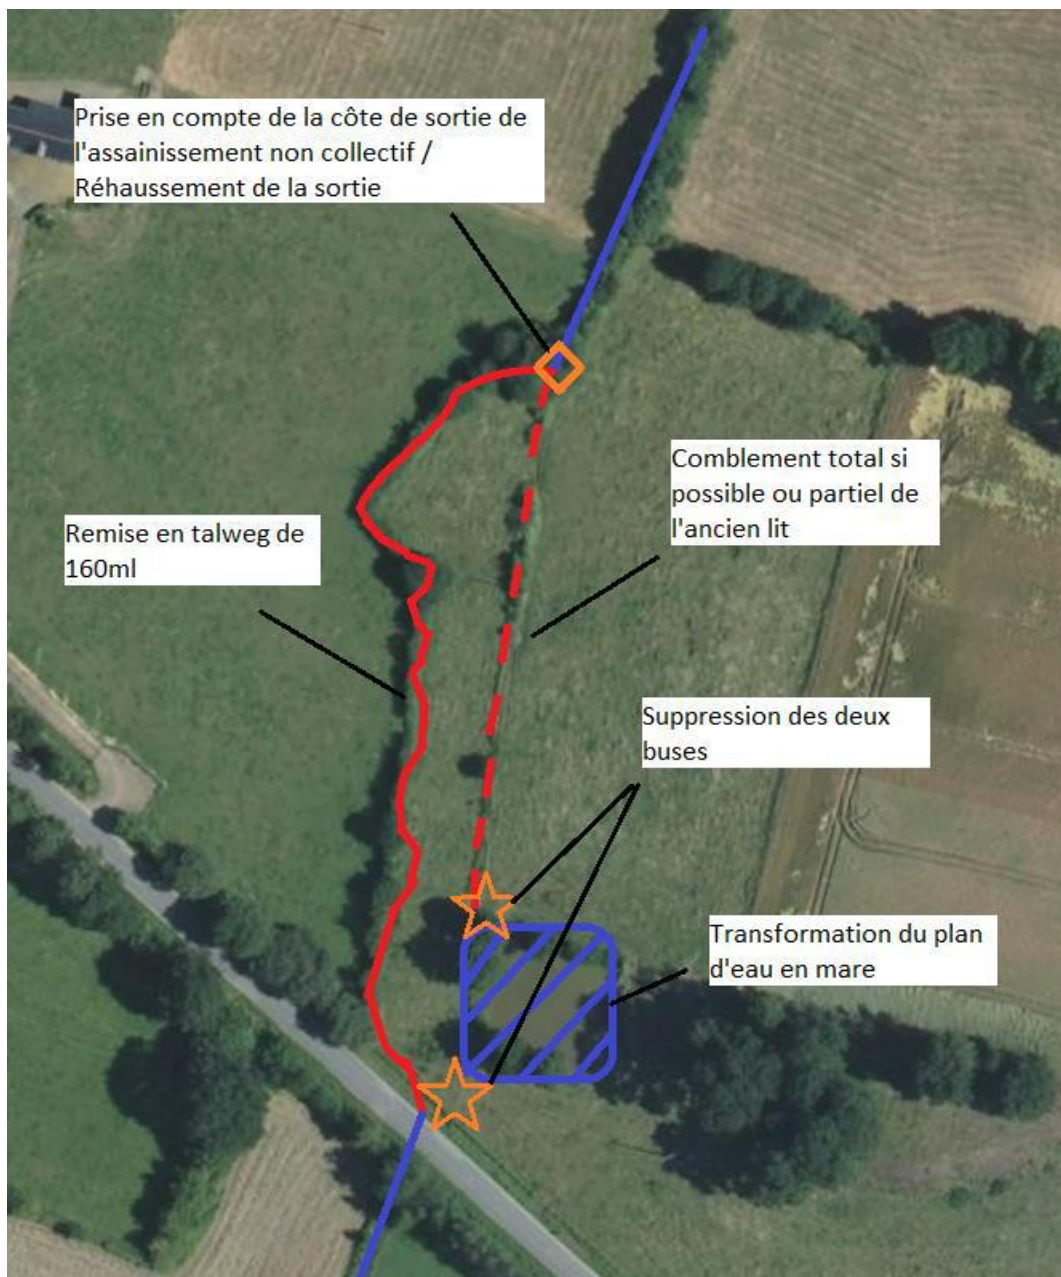 Prise en compte de la côte de sortie de
l'assainissement non collectif /
Réhaussement de la sortie
Comblement total si
possible ou partiel de
l'ancien lit
Remise en talweg de
160ml
Suppression des deux
buses
Transformation du plan
d'eau en mare